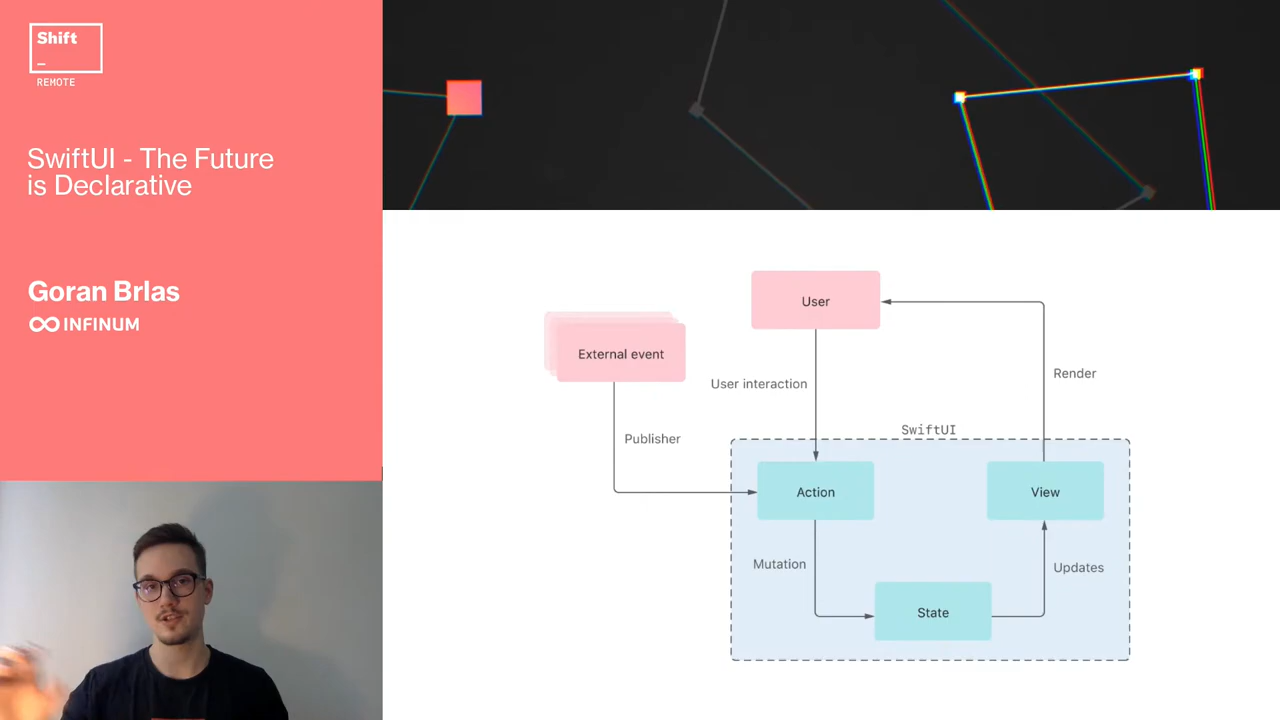 Shift
_
REMOTE
SwiftUI - The Future
is Declarative
Goran Brlas
INFINUM
User
External event
User interaction
Render
Publisher
SwiftUI
Action
View
Mutation
Updates
State